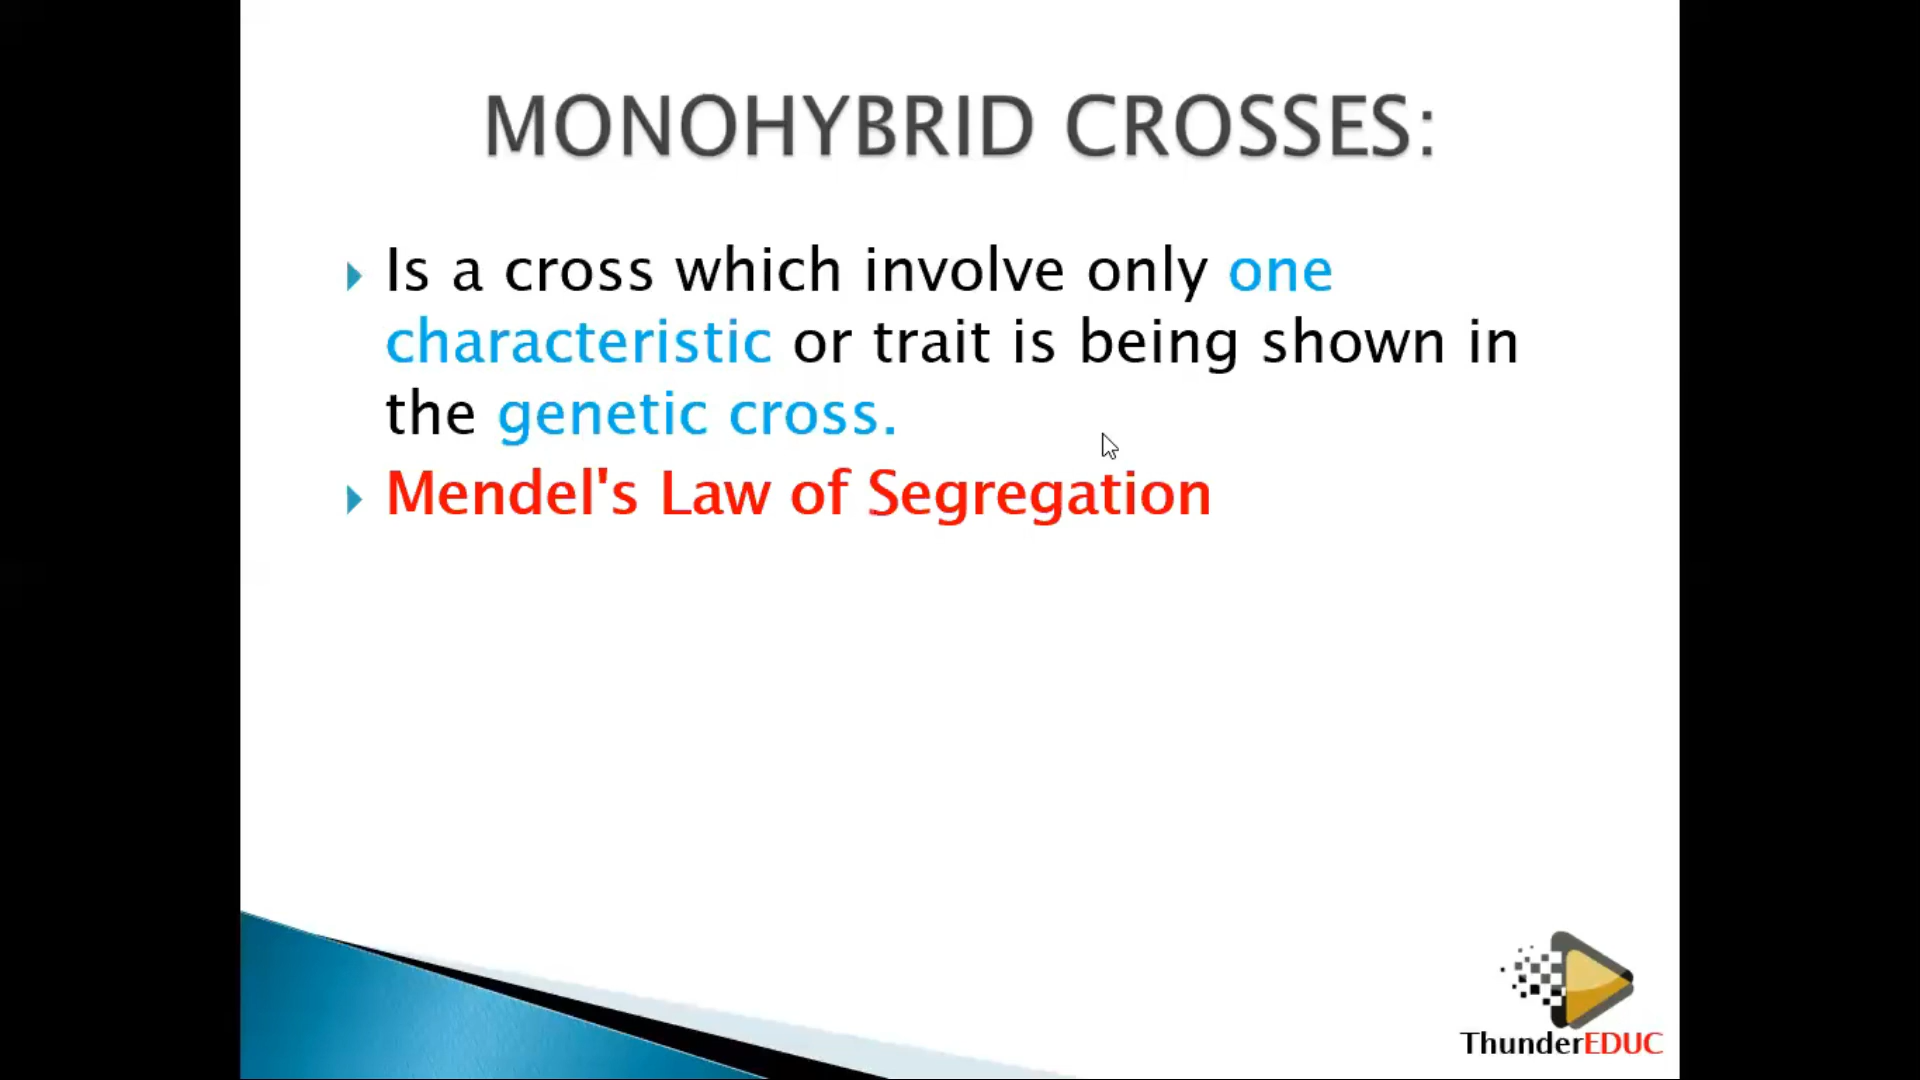 MONOHYBRID CROSSES:
Is a cross which involve only one
characteristic or trait is being shown in
the genetic cross.
Mendel's Law of Segregation
ThunderEDUC